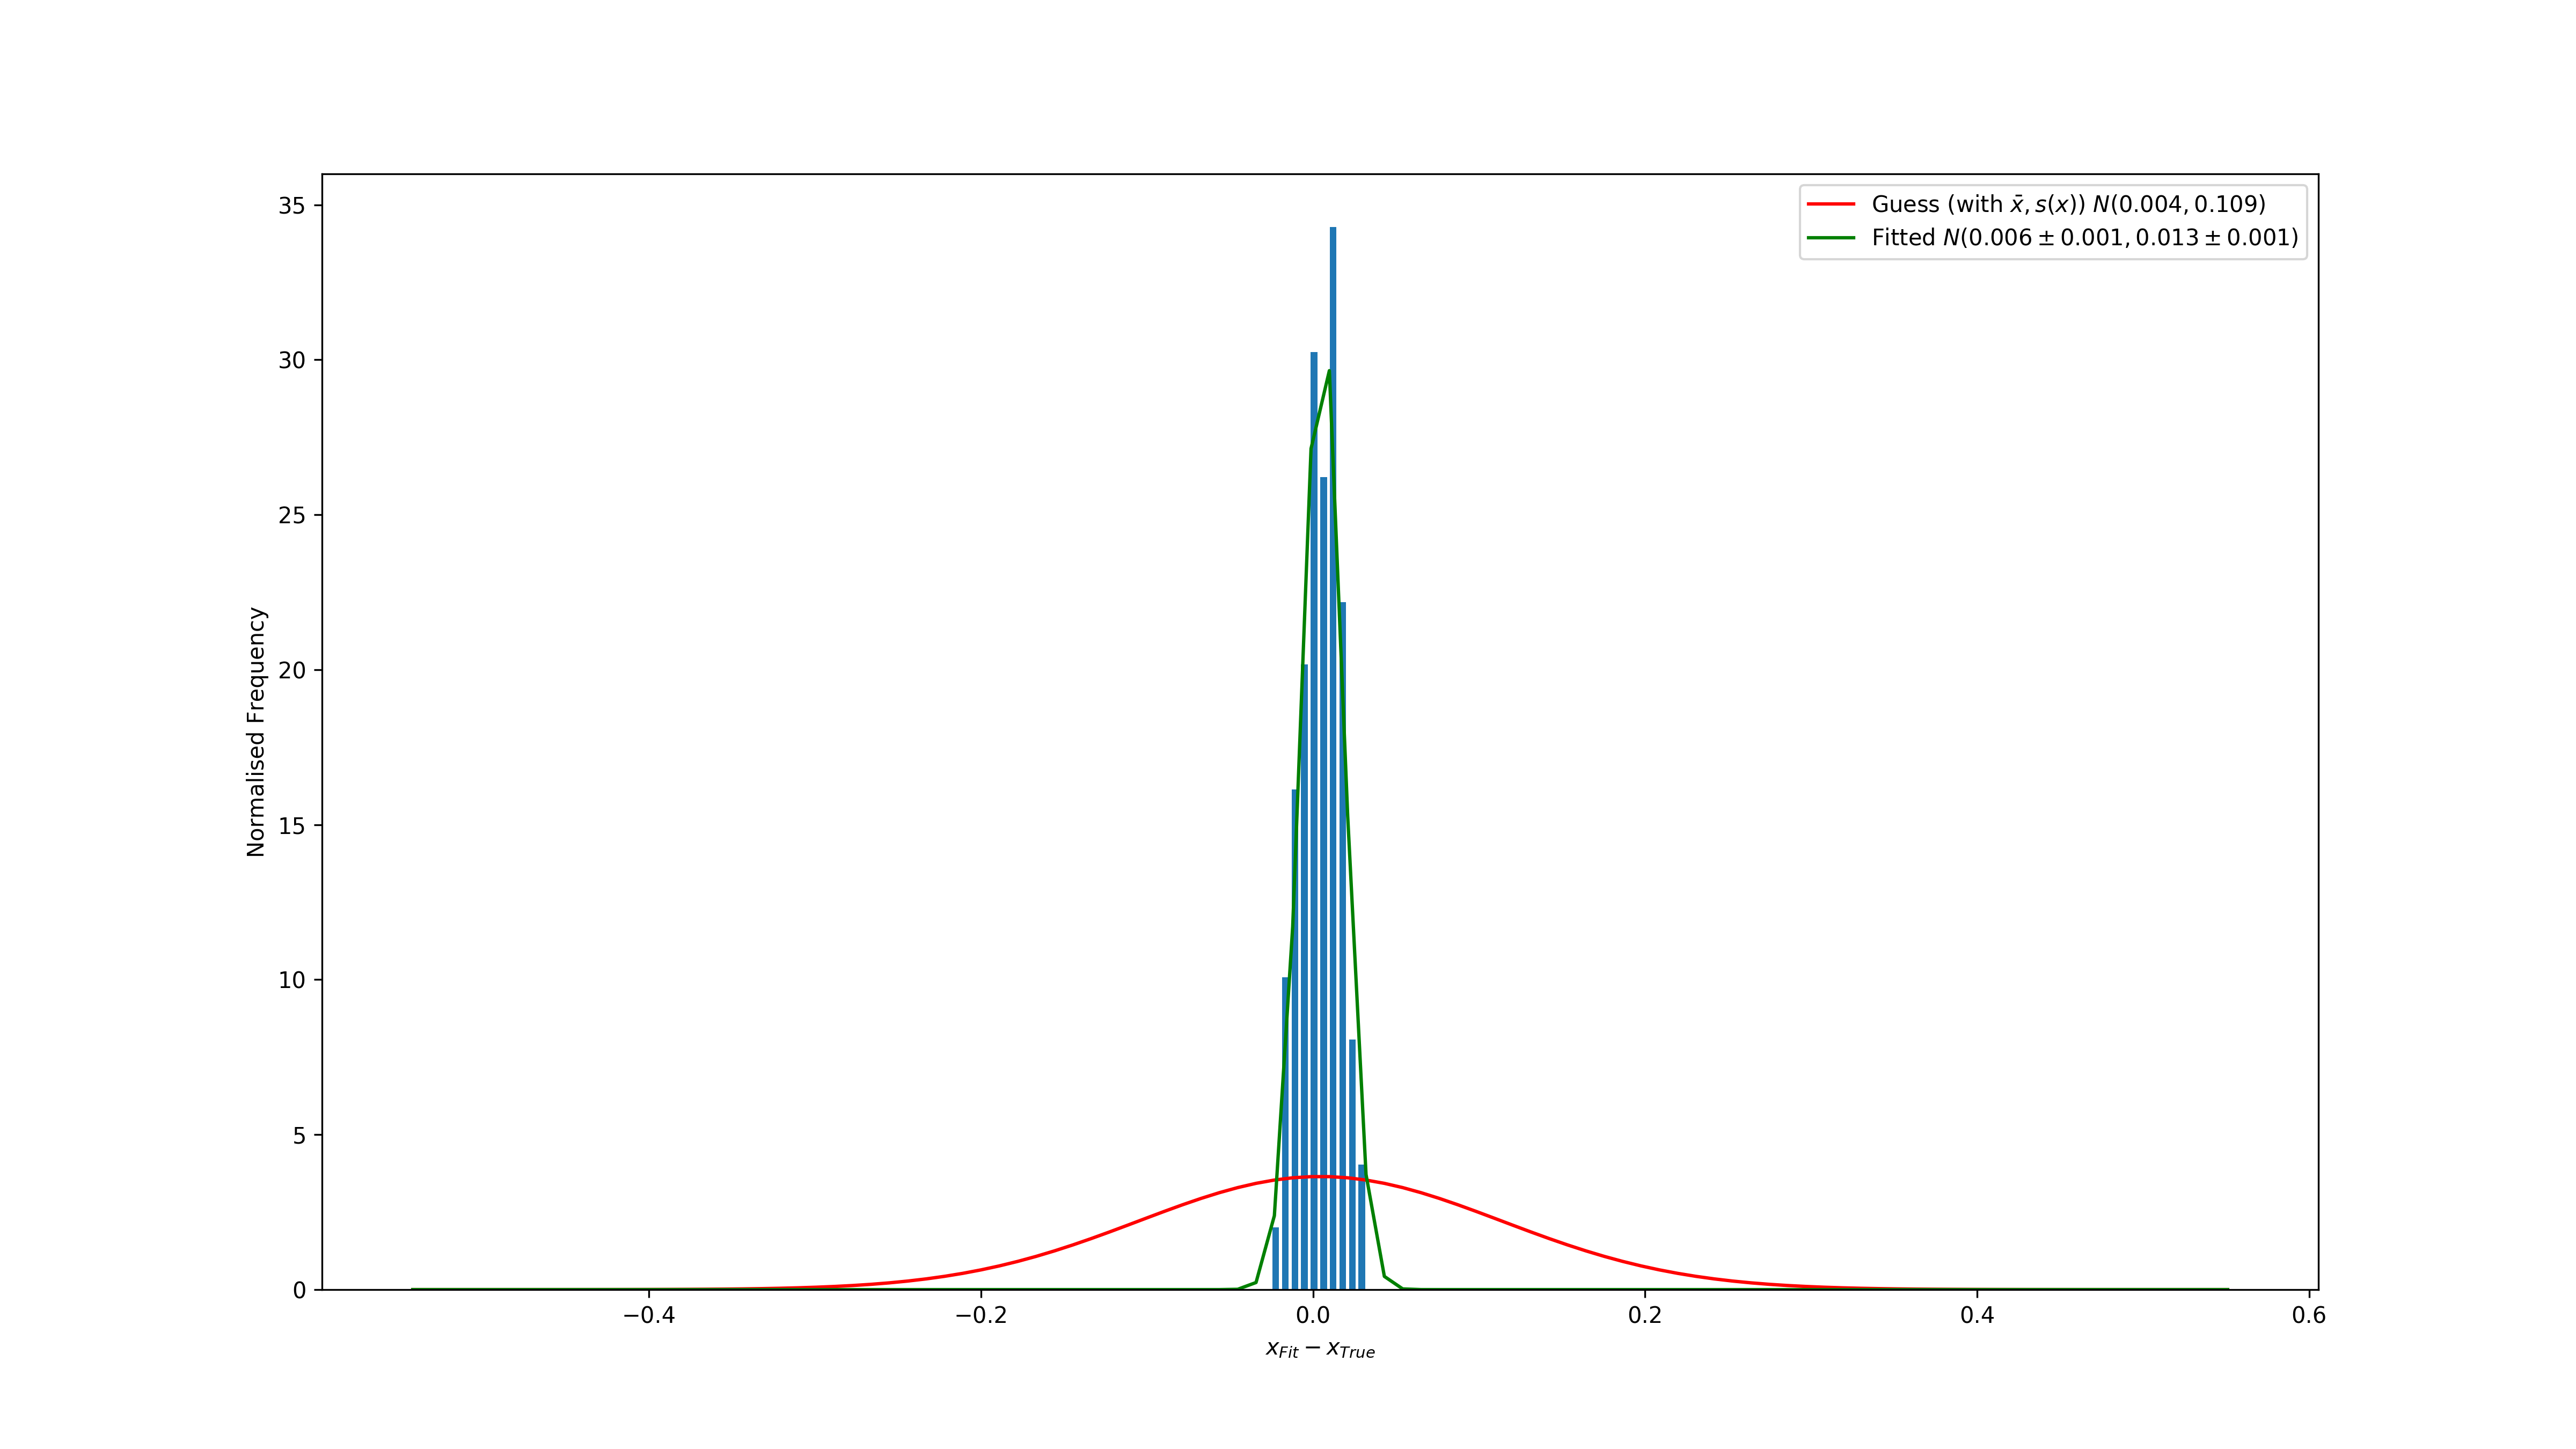 Guess (with x̄, s(x)) N(0.004, 0.109)
Fitted N(0.006 ± 0.001, 0.013 ± 0.001)
35
30
25
20
15
10
5
0
Normalised Frequency
−0.4 −0.2 0.0 0.2 0.4 0.6
x_Fit − x_True